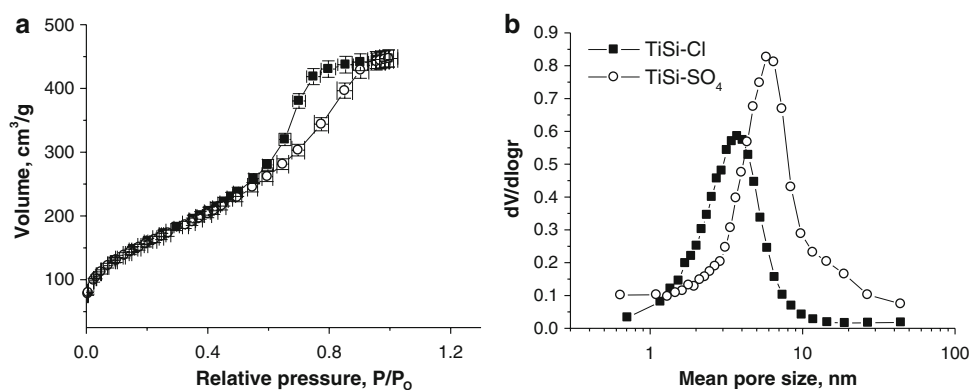 a
Volume, cm³/g
500
400
300
200
100
0
0.0 0.4 0.8 1.2
Relative pressure, P/P₀
b
dV/dlogr
0.9
0.8
0.7
0.6
0.5
0.4
0.3
0.2
0.1
0.0
TiSi-Cl
TiSi-SO₄
1 10 100
Mean pore size, nm